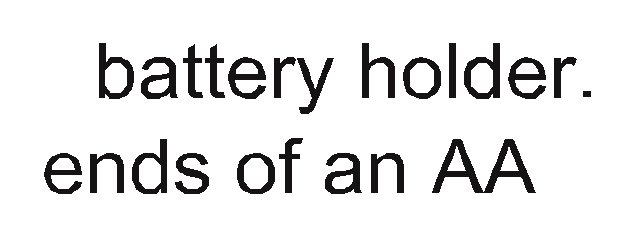 battery holder.
ends of an AA